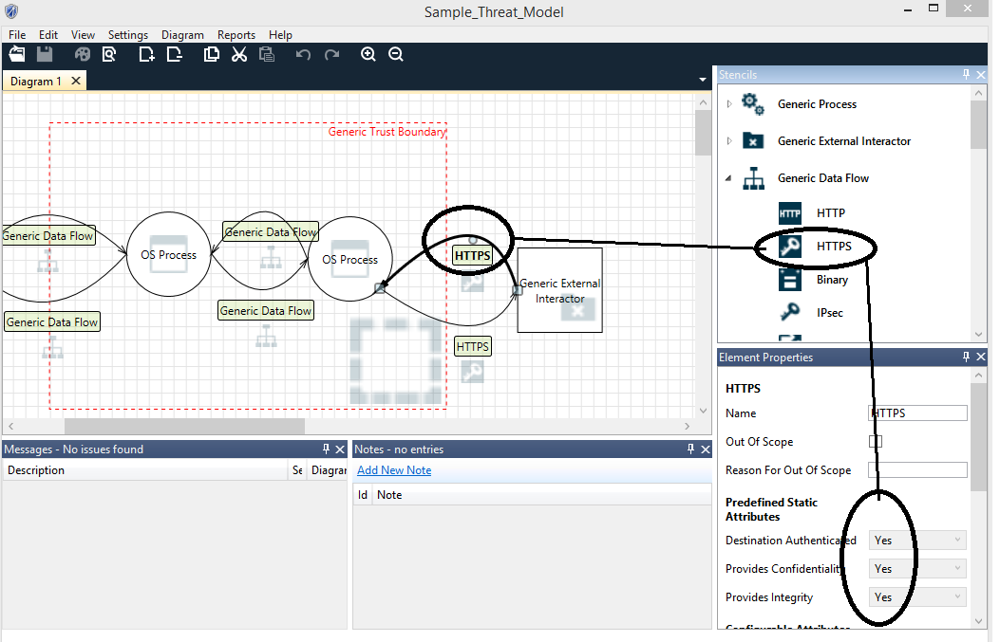 Sample_Threat_Model
File Edit View Settings Diagram Reports Help
Diagram 1
Generic Trust Boundary
Generic Data Flow
OS Process
Generic Data Flow
OS Process
HTTPS
Generic External
Interactor
Generic Data Flow
Generic Data Flow
HTTPS
Stencils
Generic Process
Generic External Interactor
Generic Data Flow
HTTP HTTP
HTTPS
Binary
IPsec
Element Properties
HTTPS
Name HTTPS
Out Of Scope
Reason For Out Of Scope
Predefined Static
Attributes
Destination Authenticated Yes
Provides Confidentiality Yes
Provides Integrity Yes
Messages - No issues found
Description Se Diagran
Notes - no entries
Add New Note
Id Note